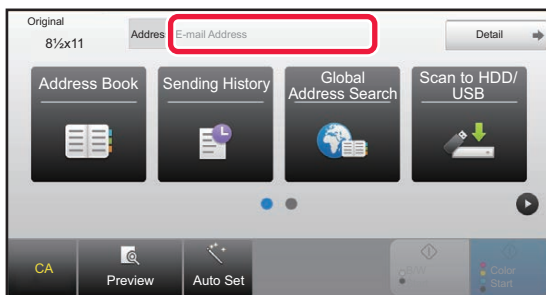 Original
8½x11
Addres
E-mail Address
Detail
Address Book
Sending History
Global
Address Search
Scan to HDD/
USB
CA
Preview
Auto Set
B/W
Start
Color
Start